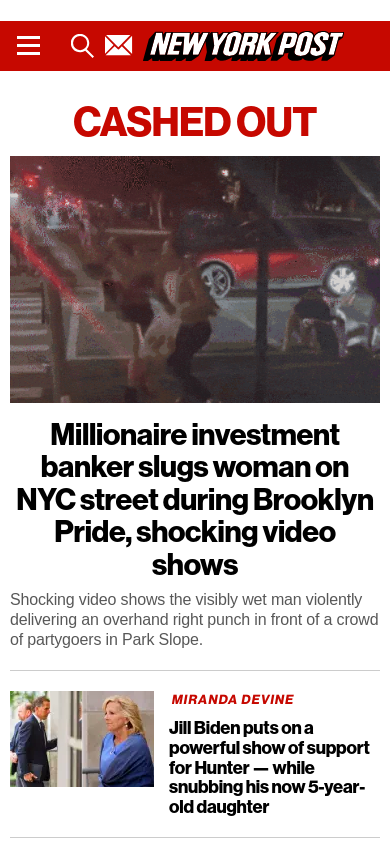 NEW YORK POST
CASHED OUT
Millionaire investment
banker slugs woman on
NYC street during Brooklyn
Pride, shocking video
shows
Shocking video shows the visibly wet man violently
delivering an overhand right punch in front of a crowd
of partygoers in Park Slope.
MIRANDA DEVINE
Jill Biden puts on a
powerful show of support
for Hunter — while
snubbing his now 5-year-
old daughter